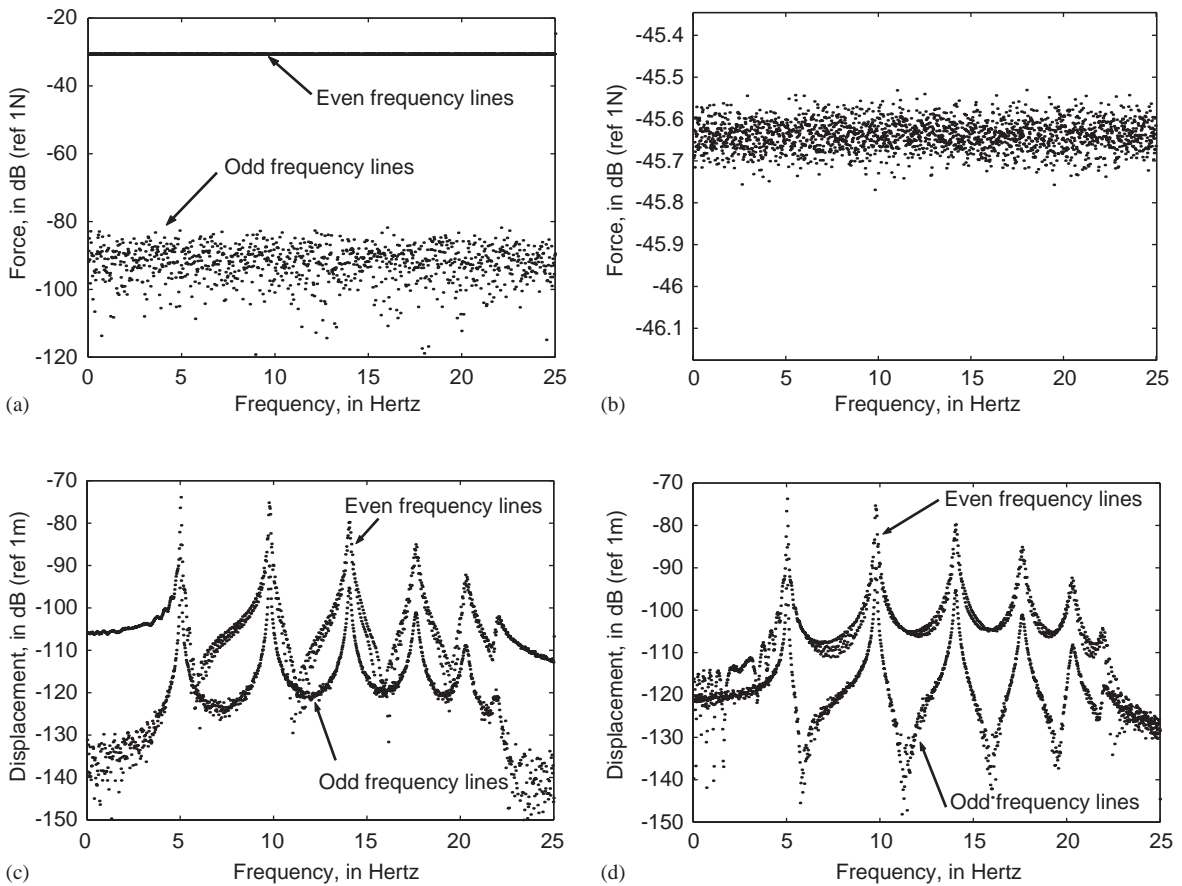 -20
-40
-60
-80
-100
-120
Force, in dB (ref 1N)
Even frequency lines
Odd frequency lines
0 5 10 15 20 25
(a)
Frequency, in Hertz
-45.4
-45.5
-45.6
-45.7
-45.8
-45.9
-46
-46.1
Force, in dB (ref 1N)
0 5 10 15 20 25
(b)
Frequency, in Hertz
-70
-80
-90
-100
-110
-120
-130
-140
-150
Displacement, in dB (ref 1m)
Even frequency lines
Odd frequency lines
0 5 10 15 20 25
(c)
Frequency, in Hertz
-70
-80
-90
-100
-110
-120
-130
-140
-150
Displacement, in dB (ref 1m)
Even frequency lines
Odd frequency lines
0 5 10 15 20 25
(d)
Frequency, in Hertz